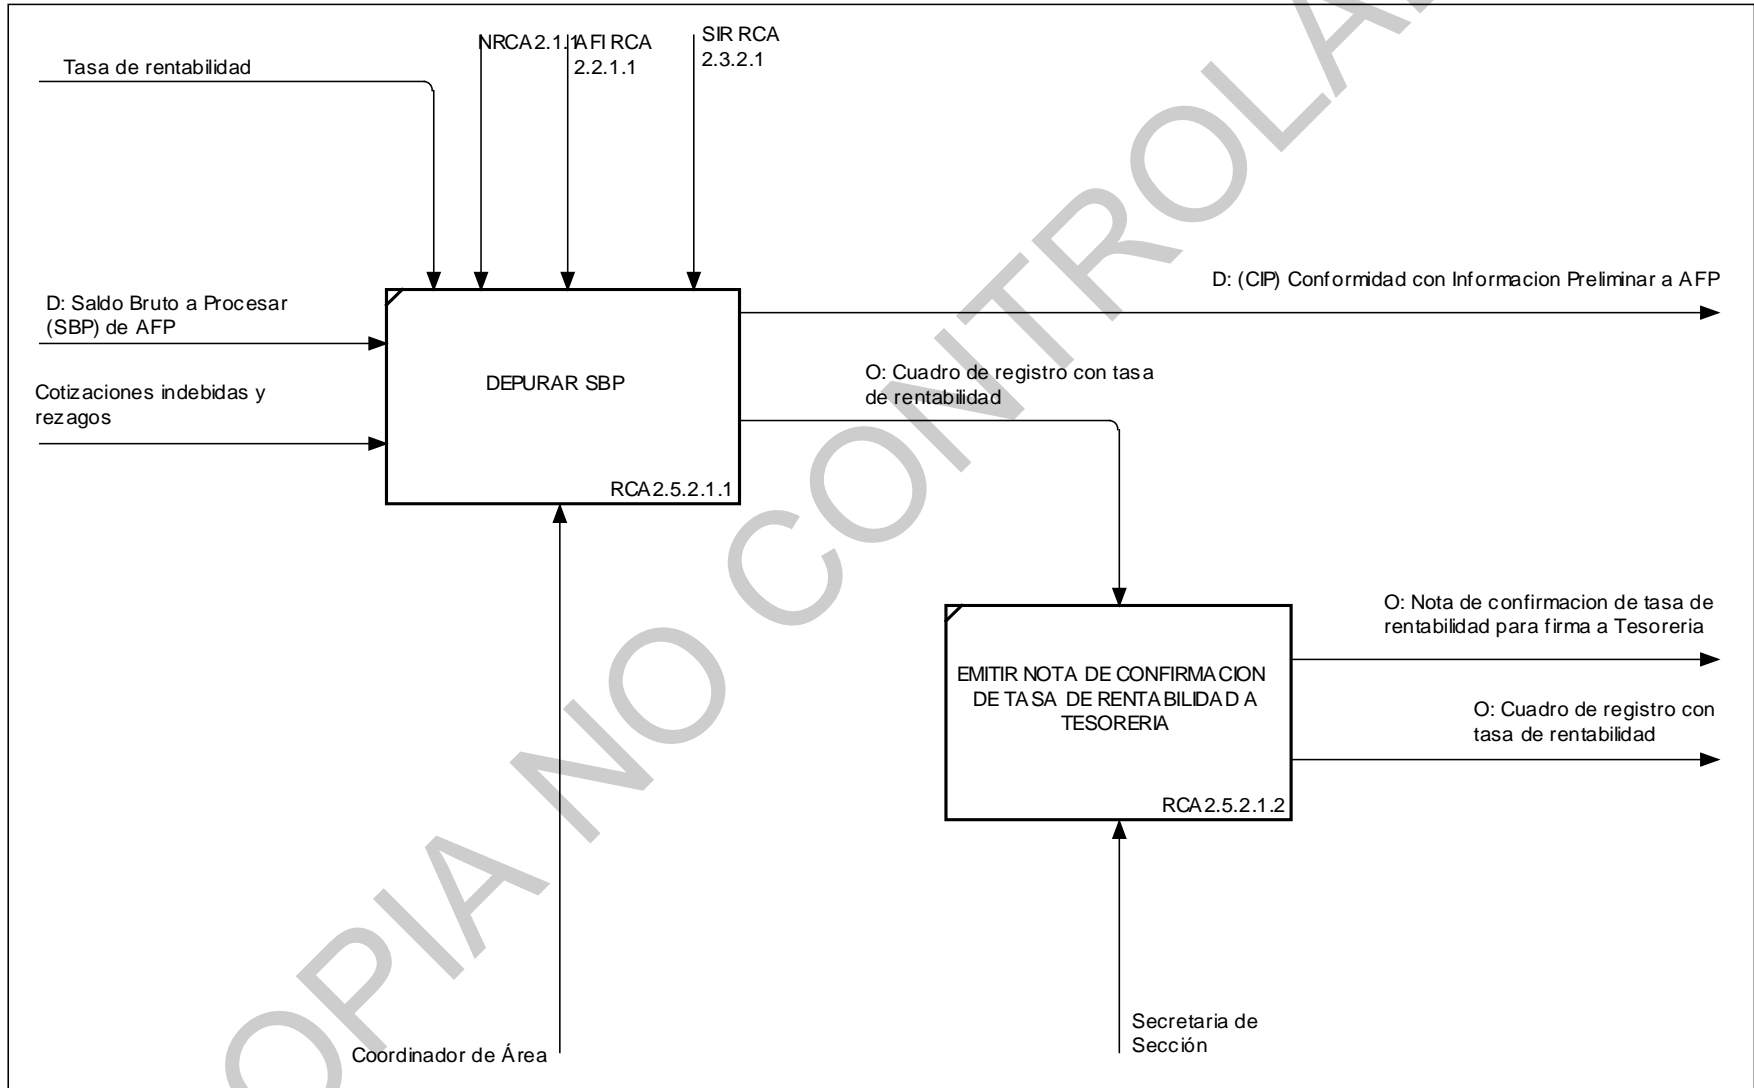 NRCA2.1.1
AFI RCA
2.2.1.1
SIR RCA
2.3.2.1
Tasa de rentabilidad
D: Saldo Bruto a Procesar
(SBP) de AFP
Cotizaciones indebidas y
rezagos
DEPURAR SBP
RCA2.5.2.1.1
D: (CIP) Conformidad con Informacion Preliminar a AFP
O: Cuadro de registro con tasa
de rentabilidad
EMITIR NOTA DE CONFIRMACION
DE TASA DE RENTABILIDAD A
TESORERIA
RCA2.5.2.1.2
O: Nota de confirmacion de tasa de
rentabilidad para firma a Tesoreria
O: Cuadro de registro con
tasa de rentabilidad
Coordinador de Área
Secretaria de
Sección
OPIA NO CONTROLA